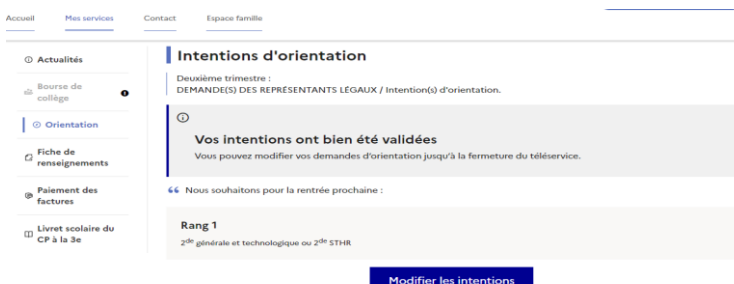 Accueil Mes services Contact Espace famille
Actualités
Bourse de
collège
Orientation
Fiche de
renseignements
Paiement des
factures
Livret scolaire du
CP à la 3e
Intentions d'orientation
Deuxième trimestre :
DEMANDE(S) DES REPRÉSENTANTS LÉGAUX / Intention(s) d'orientation.
Vos intentions ont bien été validées
Vous pouvez modifier vos demandes d'orientation jusqu'à la fermeture du téléservice.
Nous souhaitons pour la rentrée prochaine :
Rang 1
2de générale et technologique ou 2de STHR
Modifier les intentions